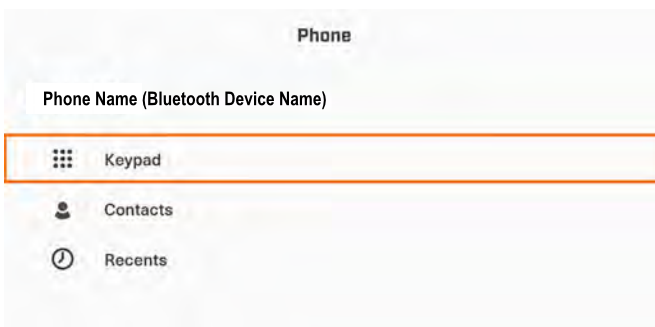 Phone
Phone Name (Bluetooth Device Name)
Keypad
Contacts
Recents